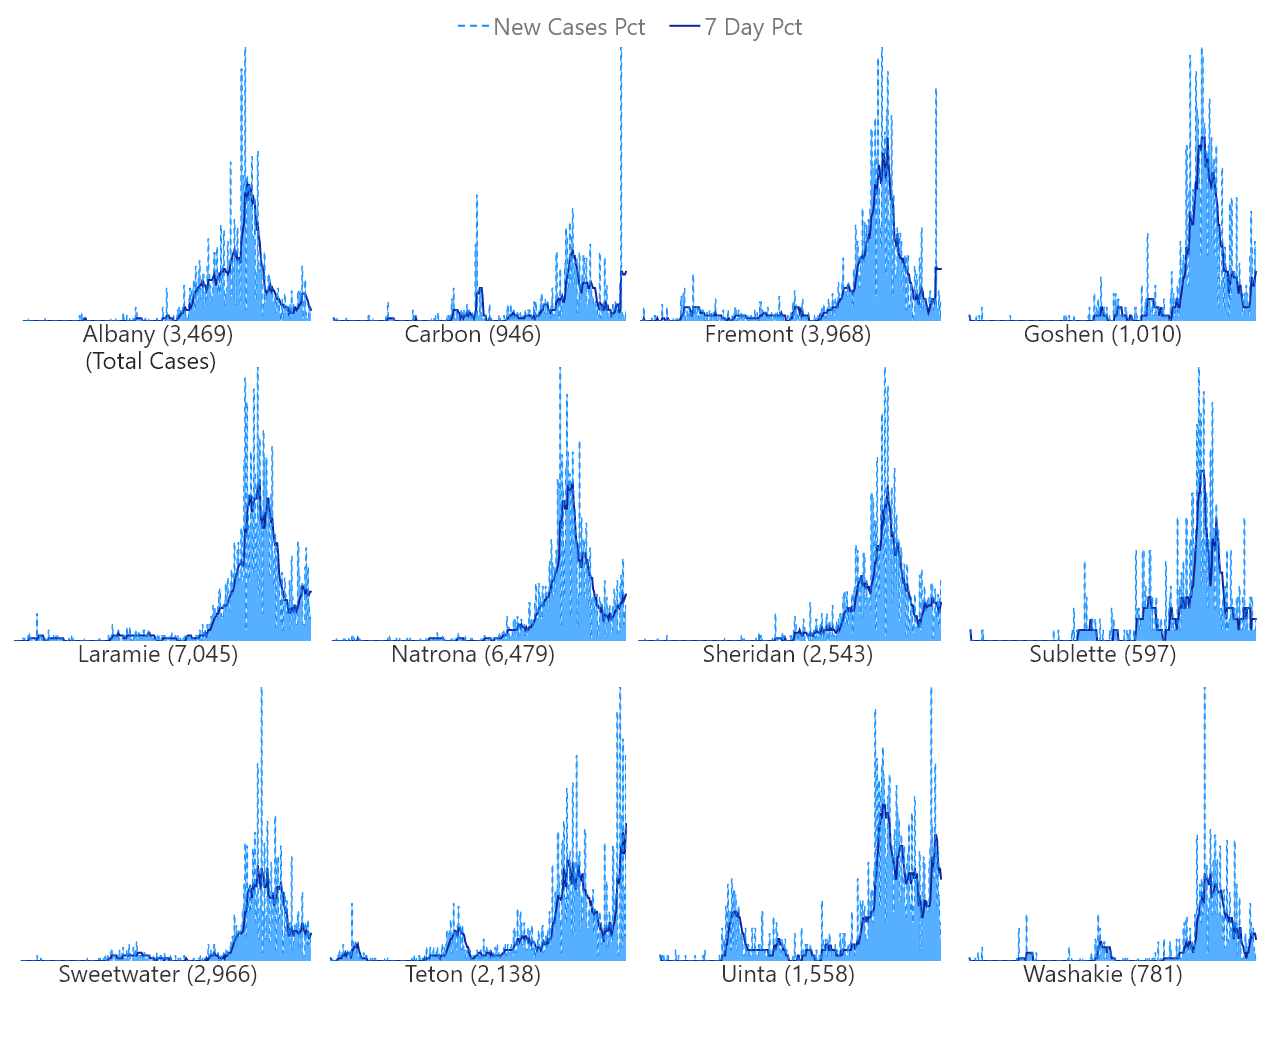 New Cases Pct 7 Day Pct
Albany (3,469) Carbon (946) Fremont (3,968) Goshen (1,010)
(Total Cases)
Laramie (7,045) Natrona (6,479) Sheridan (2,543) Sublette (597)
Sweetwater (2,966) Teton (2,138) Uinta (1,558) Washakie (781)